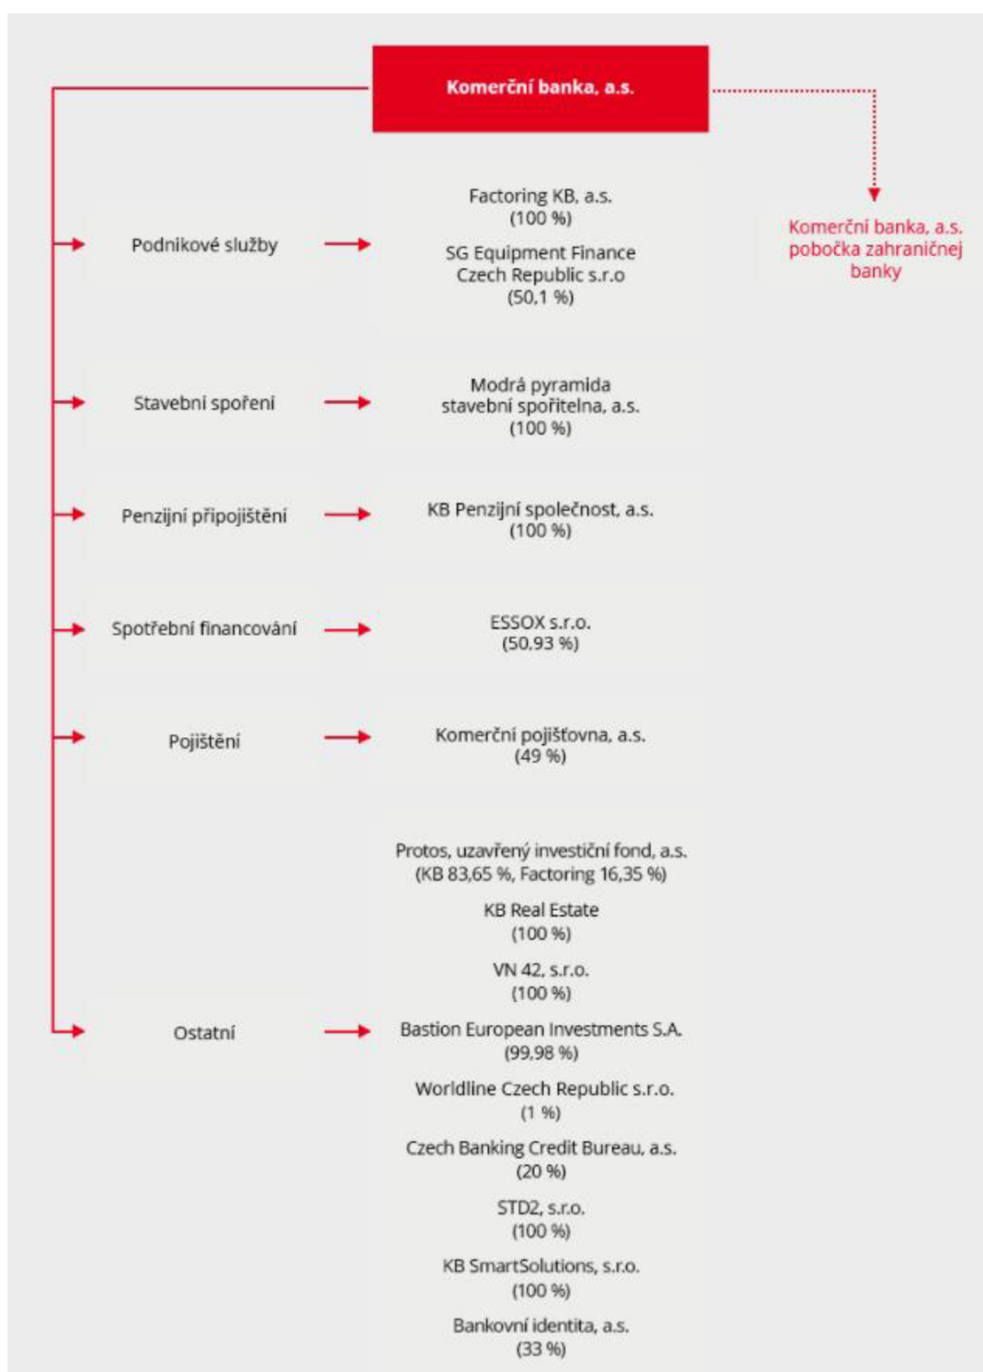 Komerční banka, a.s.
Komerční banka, a.s.
pobočka zahraničnej
banky
Podnikové služby
Factoring KB, a.s.
(100 %)
SG Equipment Finance
Czech Republic s.r.o
(50,1 %)
Stavební spoření
Modrá pyramida
stavební spořitelna, a.s.
(100 %)
Penzijní připojištění
KB Penzijní společnost, a.s.
(100 %)
Spotřební financování
ESSOX s.r.o.
(50,93 %)
Pojištění
Komerční pojišťovna, a.s.
(49 %)
Ostatní
Protos, uzavřený investiční fond, a.s.
(KB 83,65 %, Factoring 16,35 %)
KB Real Estate
(100 %)
VN 42, s.r.o.
(100 %)
Bastion European Investments S.A.
(99,98 %)
Worldline Czech Republic s.r.o.
(1 %)
Czech Banking Credit Bureau, a.s.
(20 %)
STD2, s.r.o.
(100 %)
KB SmartSolutions, s.r.o.
(100 %)
Bankovní identita, a.s.
(33 %)